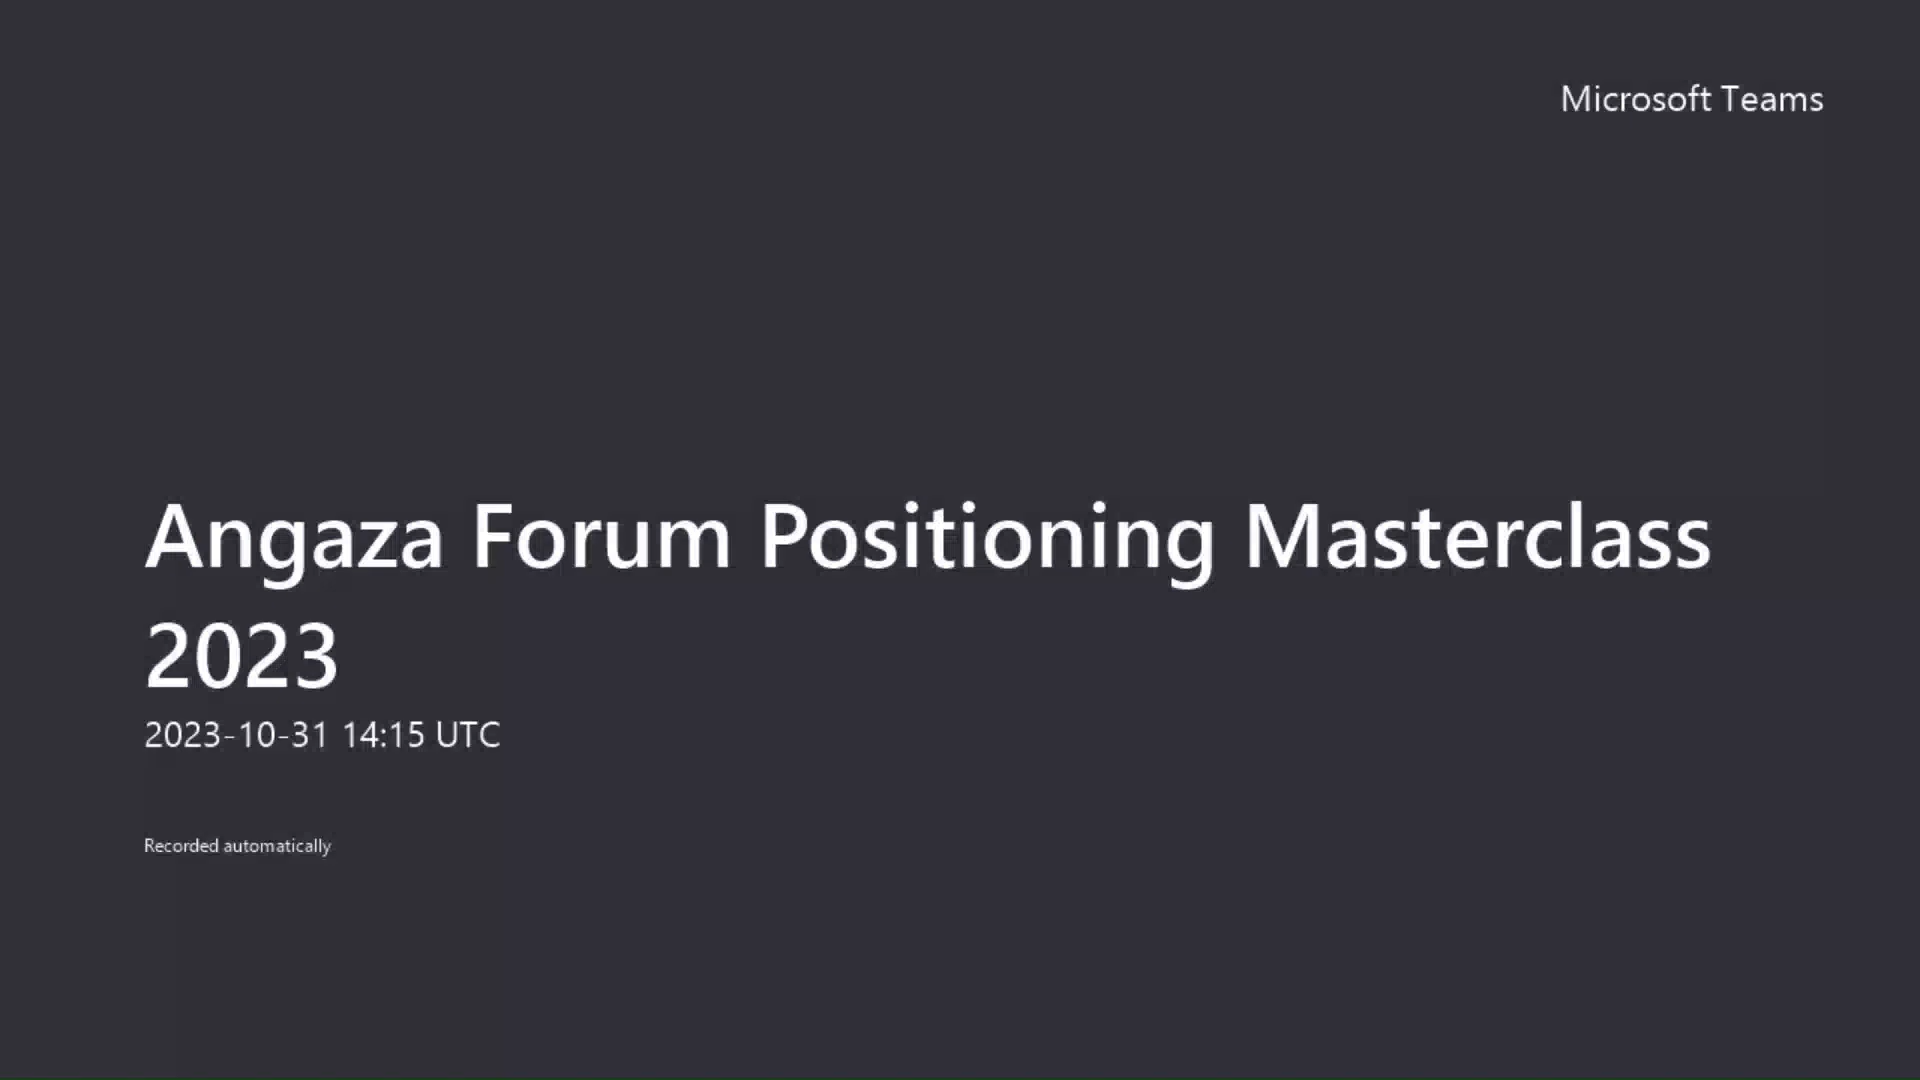 Microsoft Teams
Angaza Forum Positioning Masterclass
2023
2023-10-31 14:15 UTC
Recorded automatically